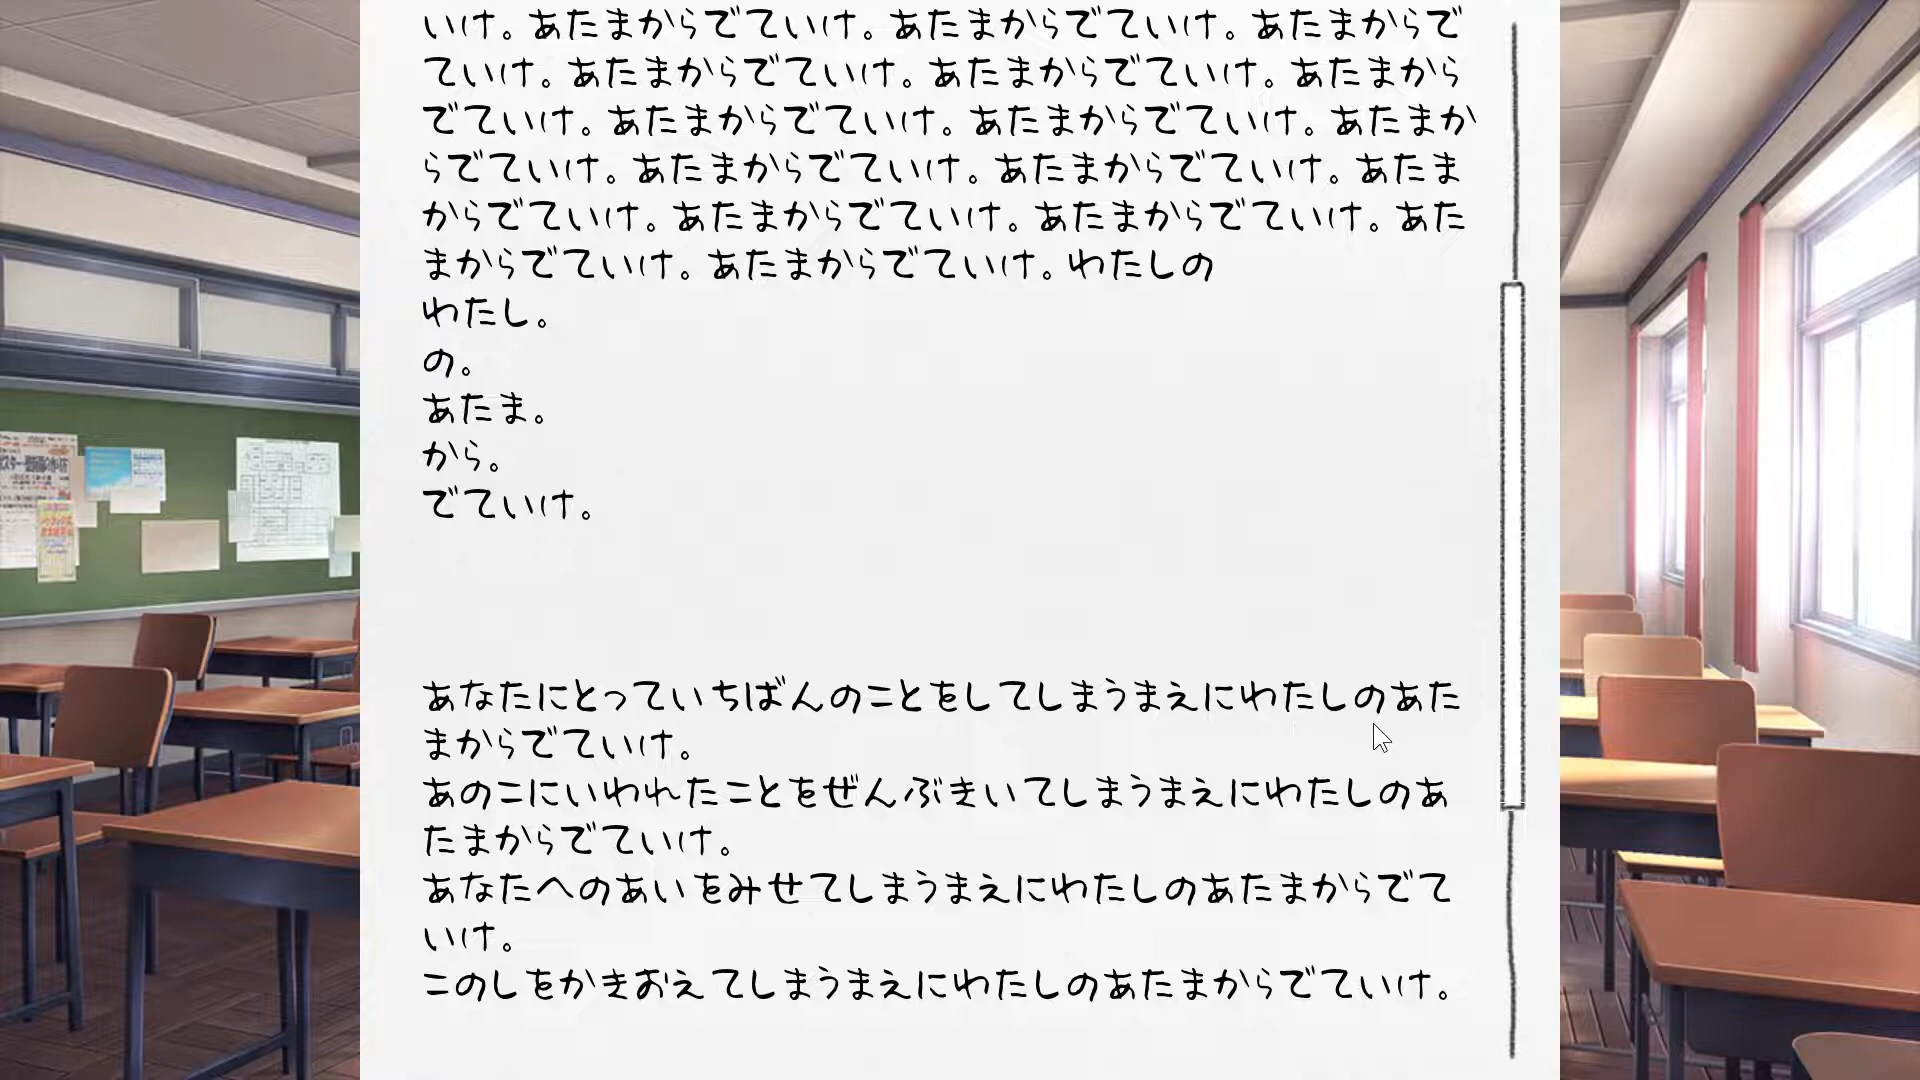 いけ。あたまからでていけ。あたまからでていけ。あたまからで
ていけ。あたまからでていけ。あたまからでていけ。あたまから
でていけ。あたまからでていけ。あたまからでていけ。あたまか
らでていけ。あたまからでていけ。あたまからでていけ。あたま
からでていけ。あたまからでていけ。あたまからでていけ。あた
まからでていけ。あたまからでていけ。わたしの
わたし。
の。
あたま。
から。
でていけ。
あなたにとっていちばんのことをしてしまうまえにわたしのあた
まからでていけ。
あのこにいわれたことをぜんぶきいてしまうまえにわたしのあ
たまからでていけ。
あなたへのあいをみせてしまうまえにわたしのあたまからでて
いけ。
このしをかきおえてしまうまえにわたしのあたまからでていけ。